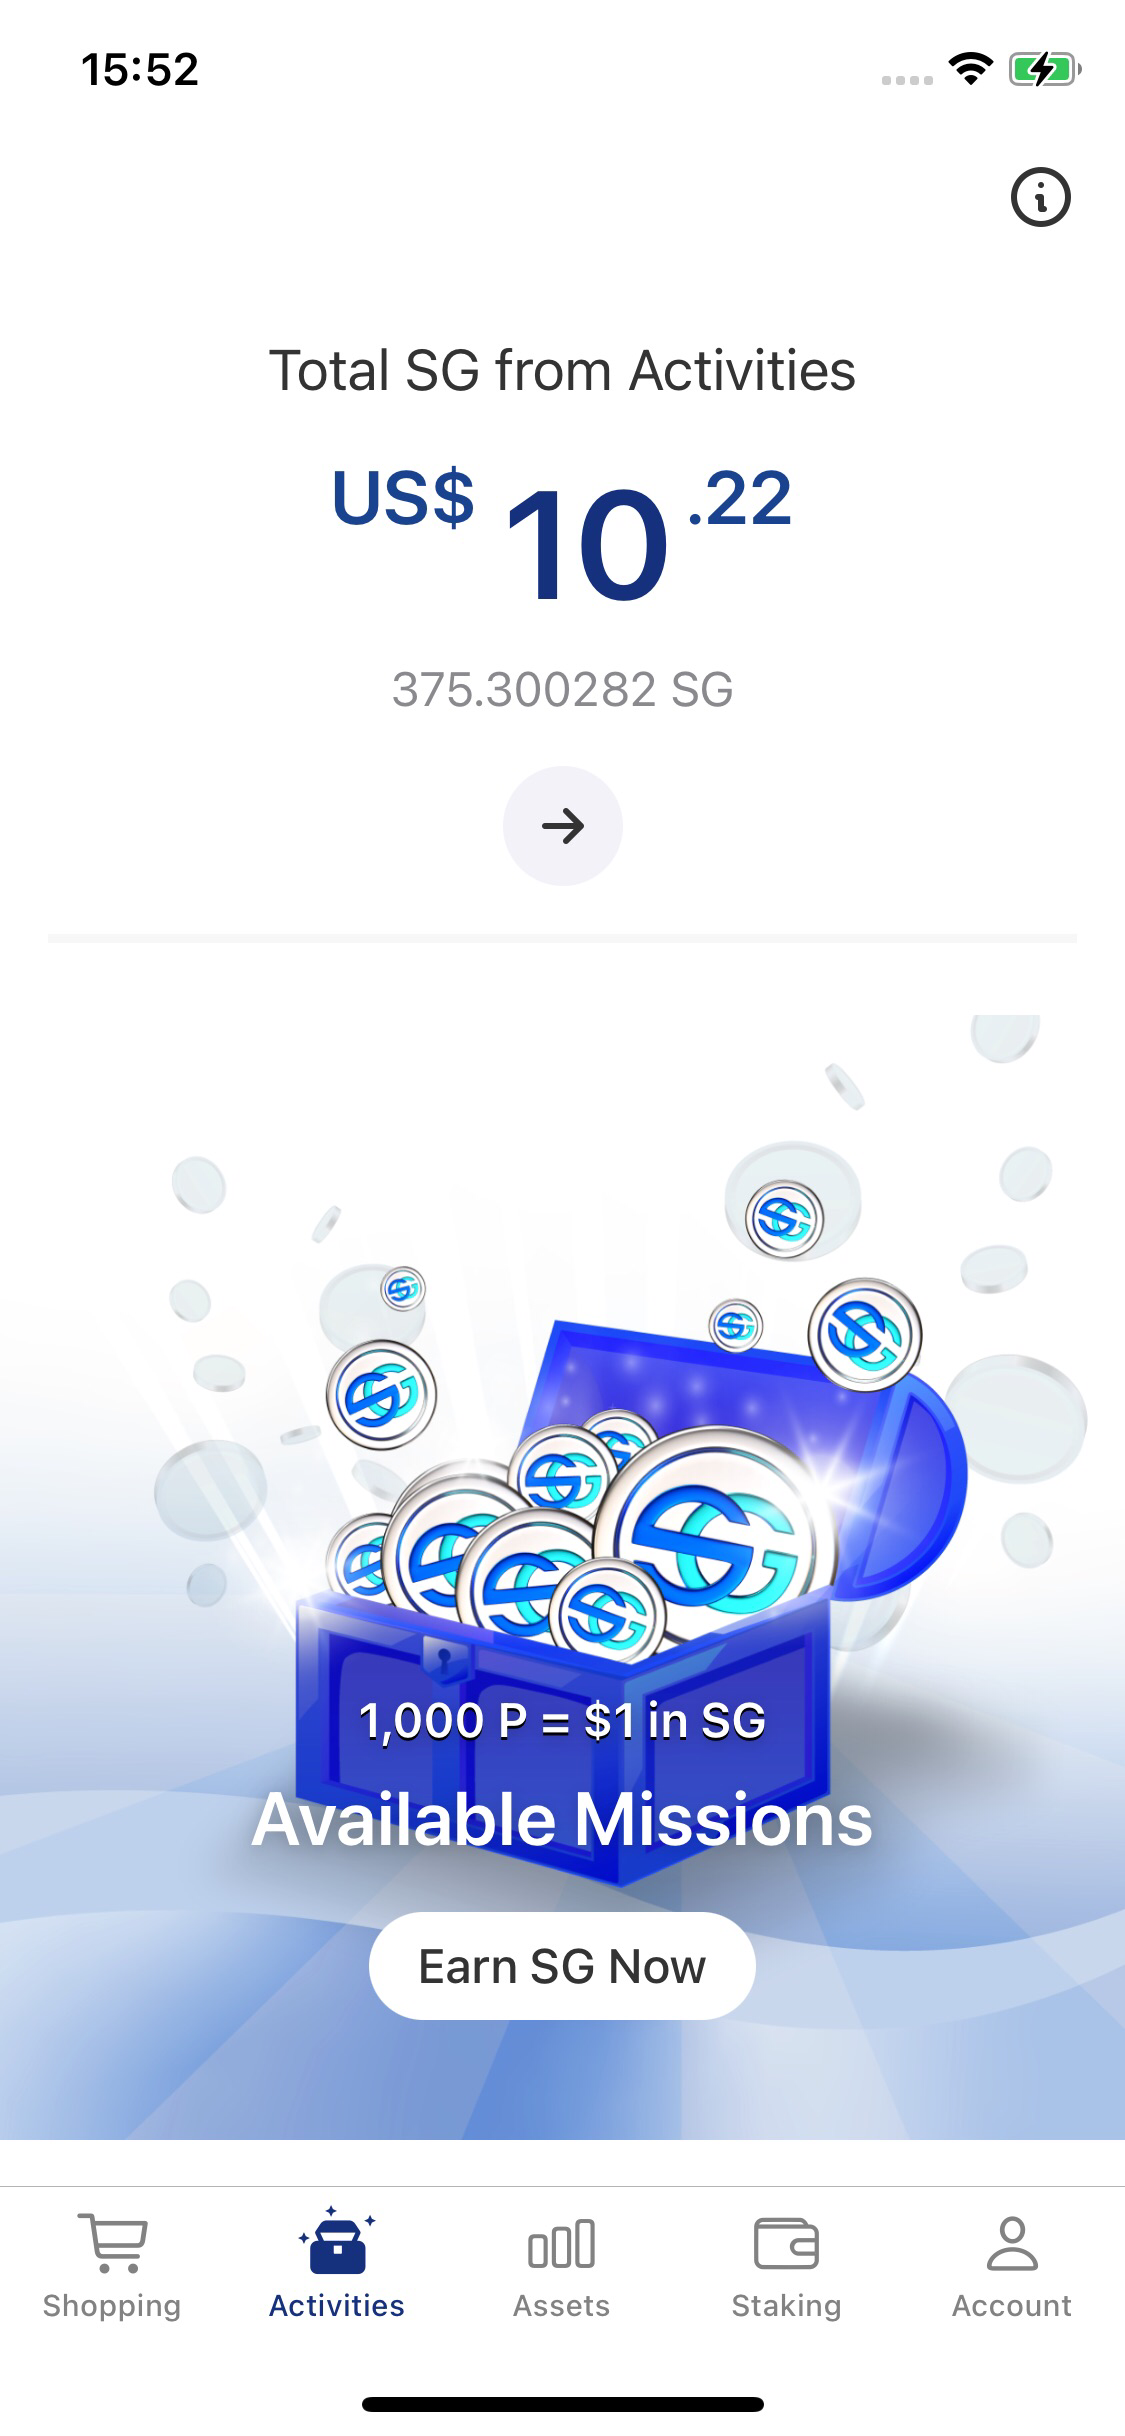 15:52
Total SG from Activities
US$ 10.22
375.300282 SG
1,000 P = $1 in SG
Available Missions
Earn SG Now
Shopping
Activities
Assets
Staking
Account